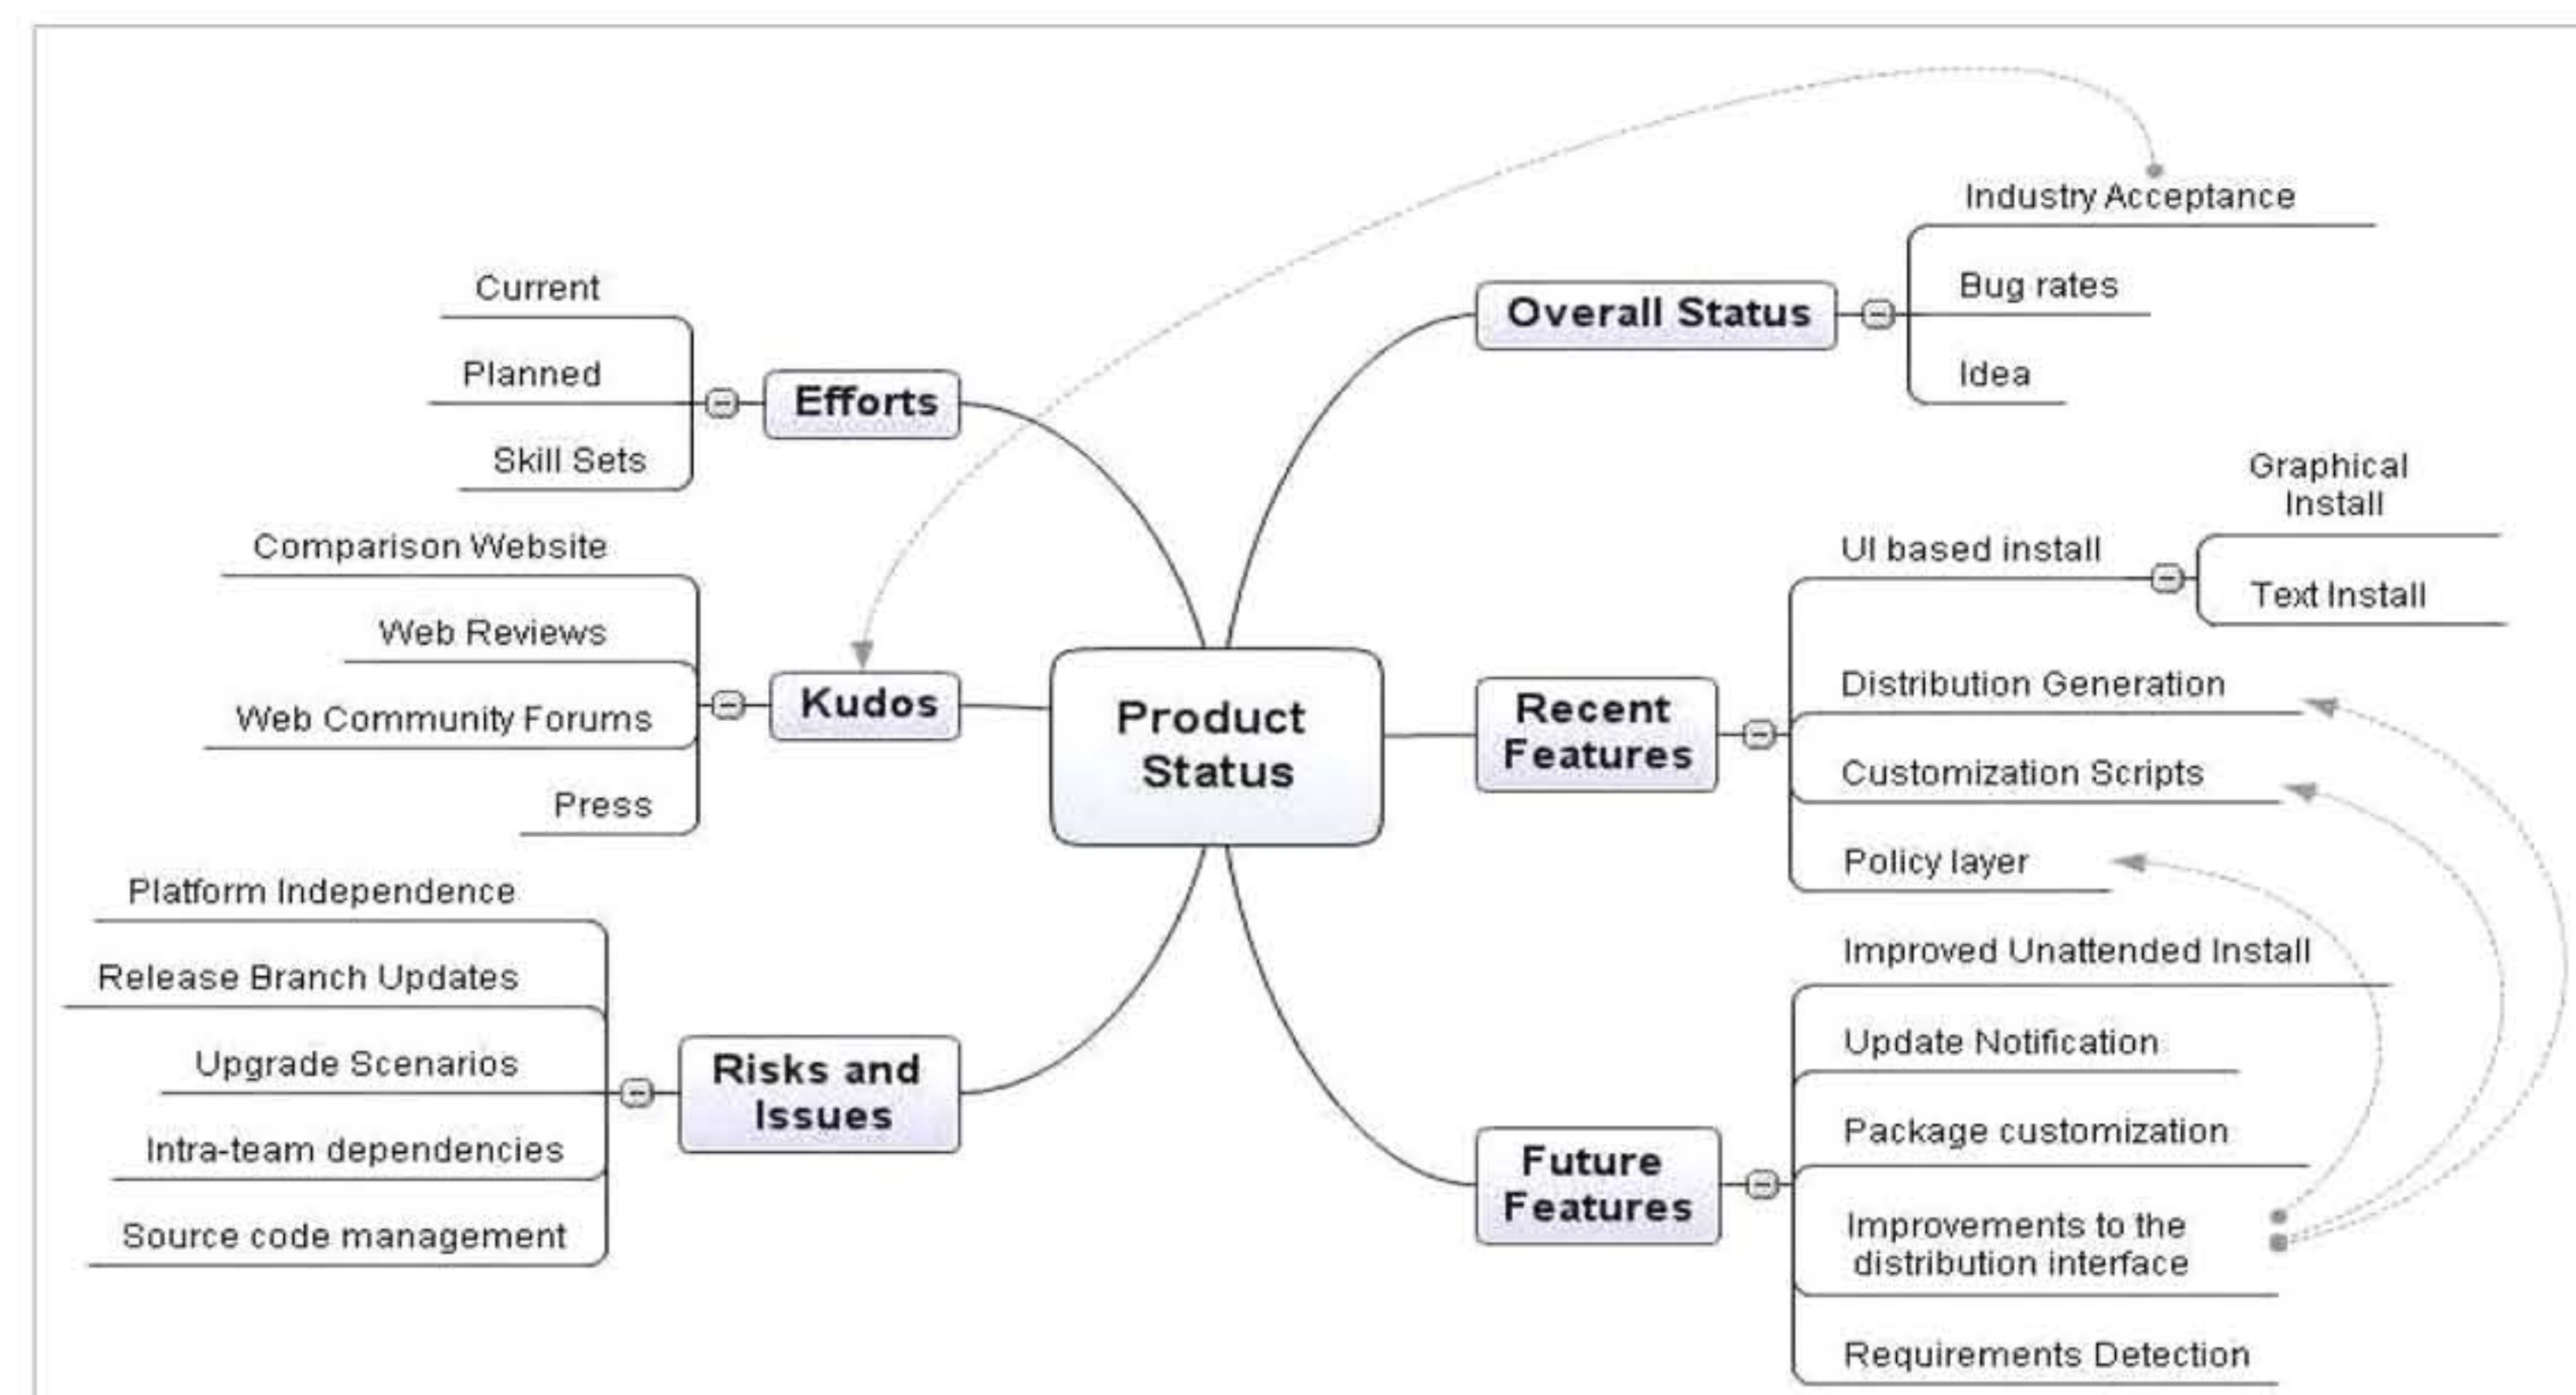 Industry Acceptance
Overall Status
Bug rates
Idea
Current
Efforts
Planned
Skill Sets
Graphical
Install
UI based install
Text Install
Comparison Website
Web Reviews
Kudos
Web Community Forums
Press
Product
Status
Recent
Features
Distribution Generation
Customization Scripts
Policy layer
Platform Independence
Release Branch Updates
Upgrade Scenarios
Risks and
Issues
Intra-team dependencies
Source code management
Improved Unattended Install
Update Notification
Package customization
Future
Features
Improvements to the
distribution interface
Requirements Detection